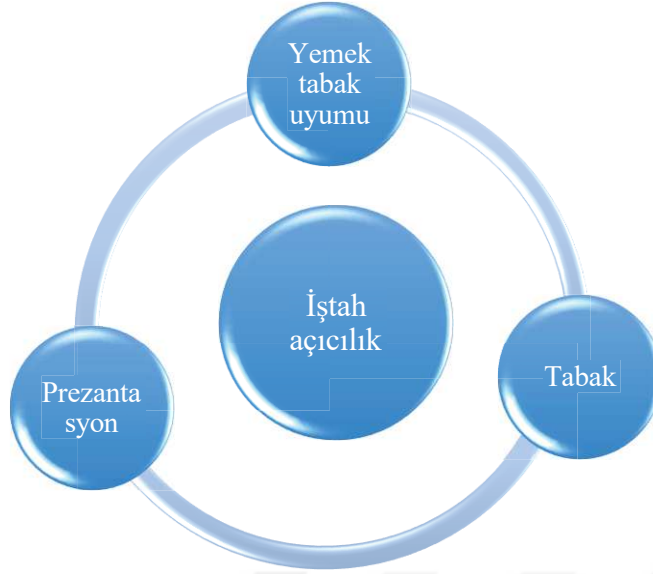 Yemek
tabak
uyumu
İştah
açıcılık
Tabak
Prezanta
syon